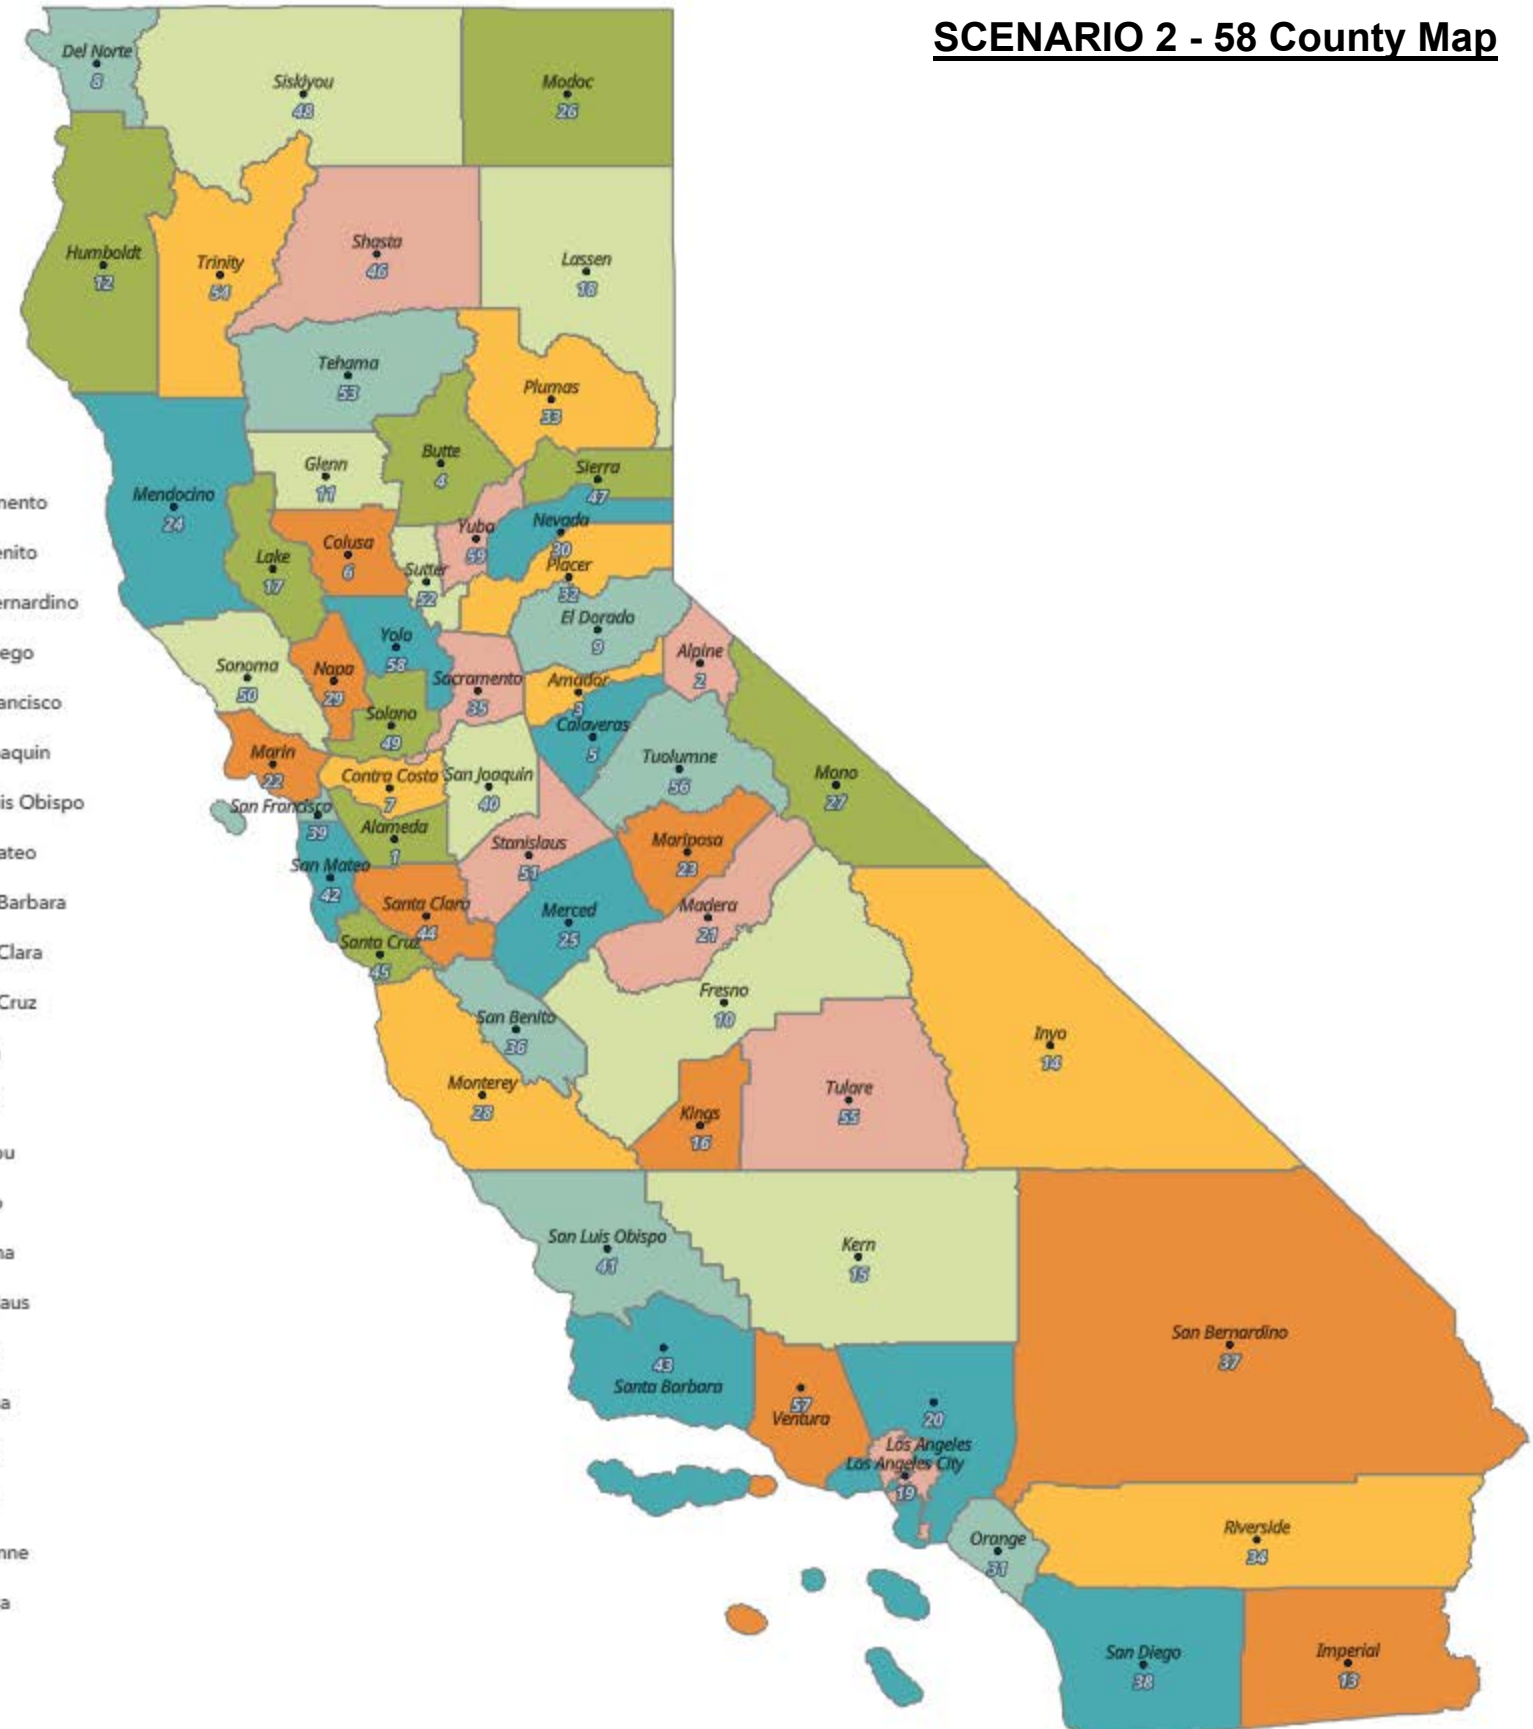 SCENARIO 2 - 58 County Map
Del Norte
8
Siskiyou
48
Modoc
26
Humboldt
12
Trinity
54
Shasta
46
Lassen
18
Tehama
53
Plumas
33
Mendocino
24
Glenn
11
Butte
4
Sierra
47
Lake
17
Colusa
6
Sutter
52
Yuba
59
Nevada
30
Placer
32
El Dorado
9
Sonoma
50
Napa
29
Yolo
58
Sacramento
35
Amador
3
Alpine
2
Solano
49
Calaveras
5
Marin
22
Contra Costa
7
San Joaquin
40
Tuolumne
56
Mono
27
San Francisco
39
Alameda
1
Stanislaus
51
Mariposa
23
San Mateo
42
Santa Clara
44
Merced
25
Madera
21
Santa Cruz
45
San Benito
36
Fresno
10
Inyo
14
Monterey
28
Kings
16
Tulare
55
San Luis Obispo
41
Kern
15
San Bernardino
37
43
Santa Barbara
57
Ventura
20
Los Angeles
Los Angeles City
19
Orange
31
Riverside
34
San Diego
38
Imperial
13
mento
enito
ernardino
ego
ancisco
aquin
is Obispo
ateo
Barbara
Clara
Cruz
ou
na
aus
a
nne
a